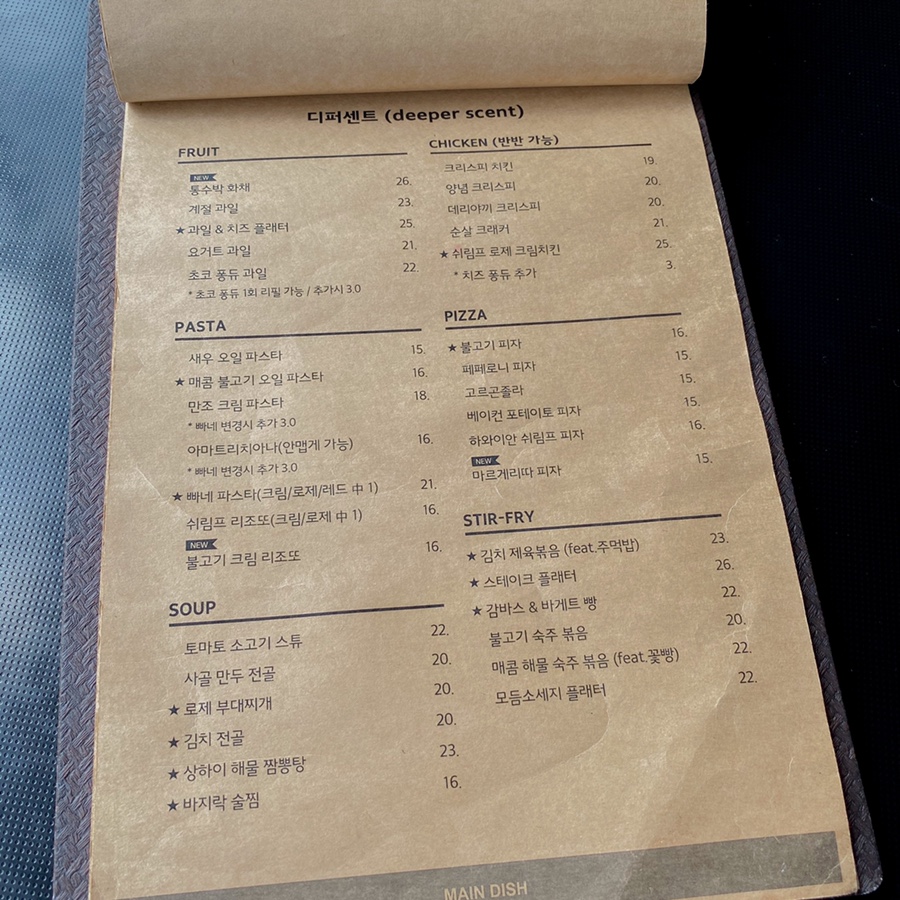 디퍼센트 (deeper scent)
FRUIT
NEW
통수박 화채 26.
계절 과일 23.
★과일 & 치즈 플래터 25.
요거트 과일 21.
초코 퐁듀 과일 22.
* 초코 퐁듀 1회 리필 가능 / 추가시 3.0
PASTA
새우 오일 파스타 15.
★ 매콤 불고기 오일 파스타 16.
만조 크림 파스타 18.
* 빠네 변경시 추가 3.0
아마트리치아나(안맵게 가능) 16.
* 빠네 변경시 추가 3.0
★ 빠네 파스타(크림/로제/레드 中 1) 21.
쉬림프 리조또(크림/로제 中 1) 16.
NEW
불고기 크림 리조또 16.
SOUP
토마토 소고기 스튜 22.
사골 만두 전골 20.
★ 로제 부대찌개 20.
★ 김치 전골 20.
★ 상하이 해물 짬뽕탕 23.
★ 바지락 술찜 16.
CHICKEN (반반 가능)
크리스피 치킨 19.
양념 크리스피 20.
데리야끼 크리스피 20.
순살 크래커 21.
★ 쉬림프 로제 크림치킨 25.
* 치즈 퐁듀 추가 3.
PIZZA
★ 불고기 피자 16.
페페로니 피자 15.
고르곤졸라 15.
베이컨 포테이토 피자 15.
하와이안 쉬림프 피자 16.
NEW
마르게리따 피자 15.
STIR-FRY
★ 김치 제육볶음 (feat.주먹밥) 23.
★ 스테이크 플래터 26.
★ 감바스 & 바게트 빵 22.
불고기 숙주 볶음 20.
매콤 해물 숙주 볶음 (feat.꽃빵) 22.
모듬소세지 플래터 22.
MAIN DISH